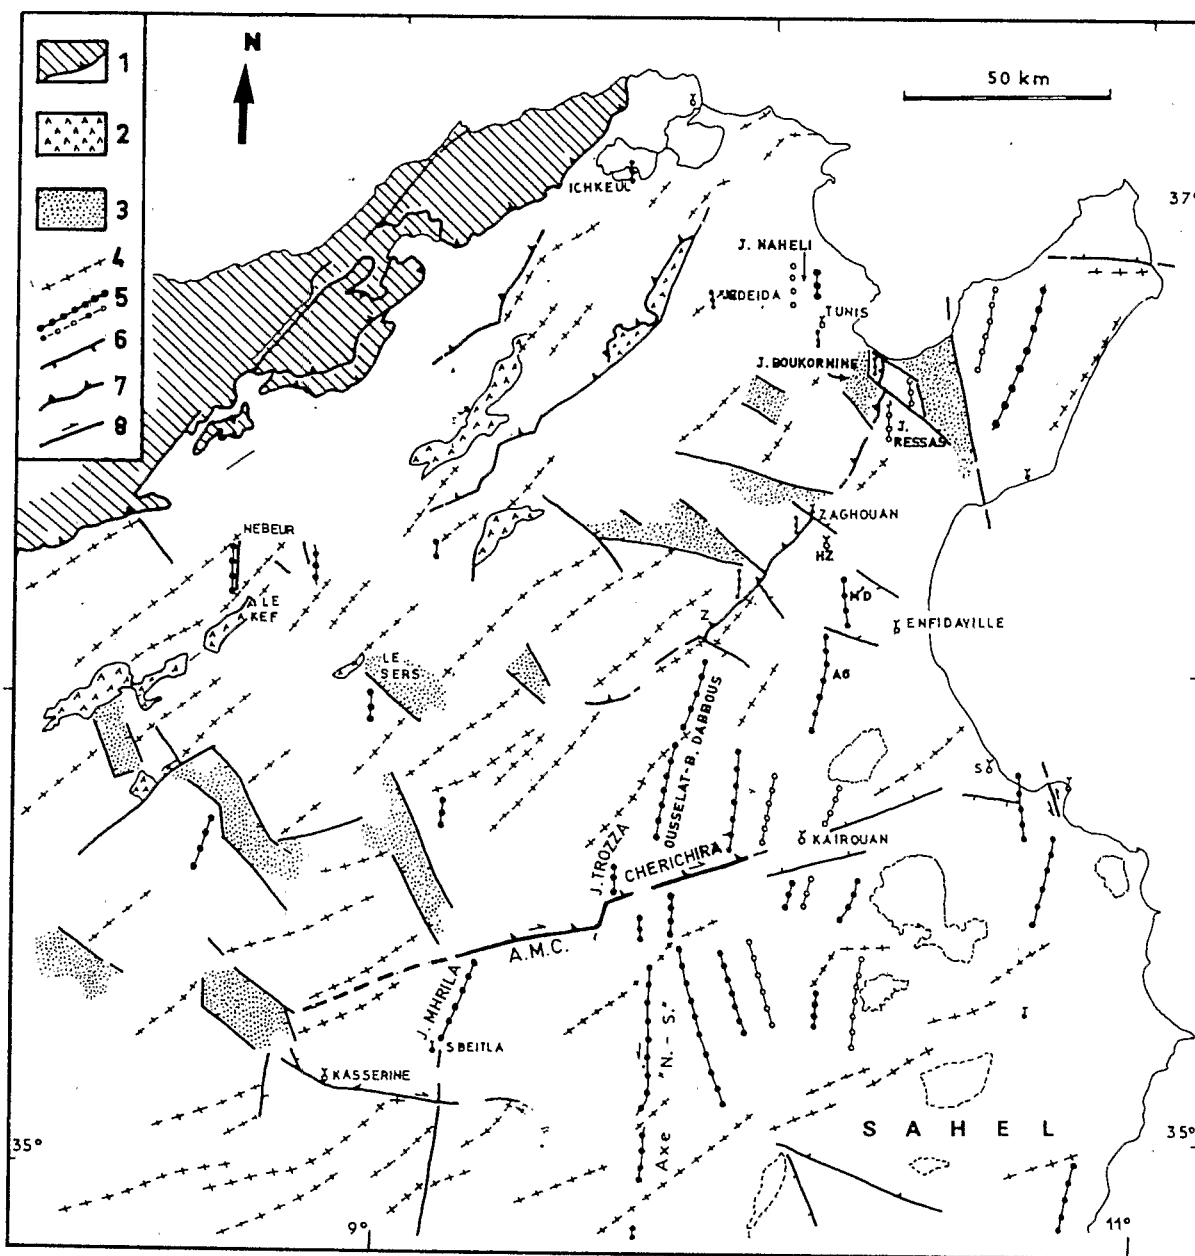 1
2
3
4
5
6
7
8
N
50 km
37°
ICHKEUL
J. NAHELI
JEDEIDA
TUNIS
J. BOUKORNINE
J.
RESSAS
ZAGHOUAN
HZ
NEBEUR
LE
KEF
MD
ENFIDAVILLE
Z
LE
SERS
AG
OUSSELAT-B. DABBOUS
S
J. TROZZA
CHERICHIRA
KAIROUAN
A.M.C.
J. MHRILA
SBEITLA
Axe "N.-S."
KASSERINE
SAHEL
35°
35°
9°
11°